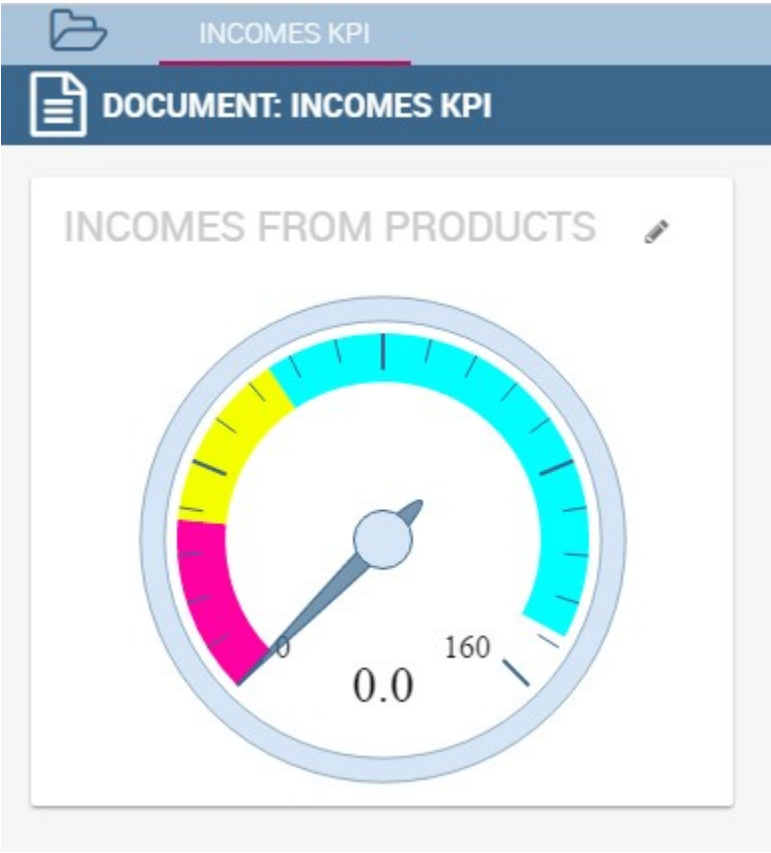 INCOMES KPI
DOCUMENT: INCOMES KPI
INCOMES FROM PRODUCTS
0
160
0.0